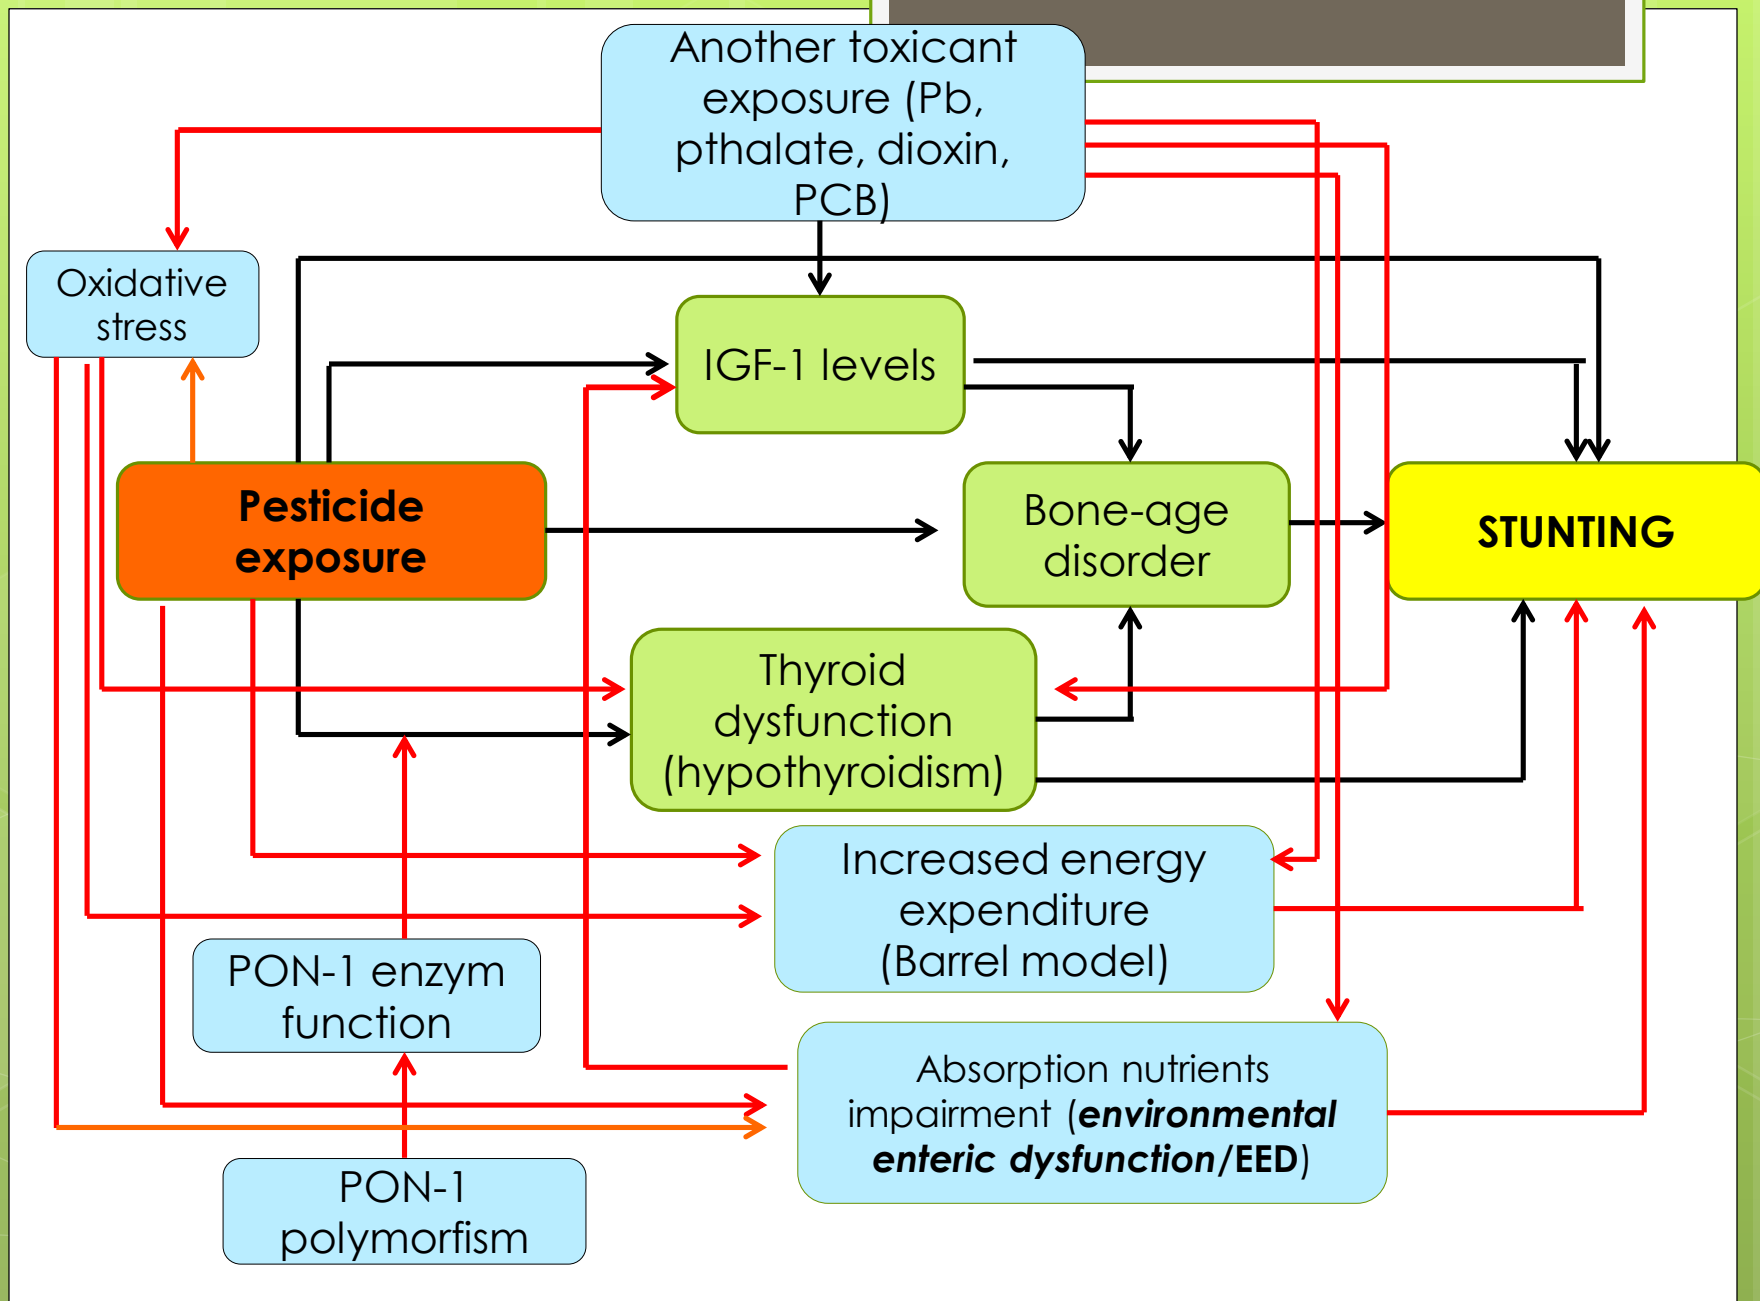 Another toxicant
exposure (Pb,
pthalate, dioxin,
PCB)
Oxidative
stress
IGF-1 levels
Pesticide
exposure
Bone-age
disorder
STUNTING
Thyroid
dysfunction
(hypothyroidism)
Increased energy
expenditure
(Barrel model)
PON-1 enzym
function
Absorption nutrients
impairment (environmental
enteric dysfunction/EED)
PON-1
polymorfism